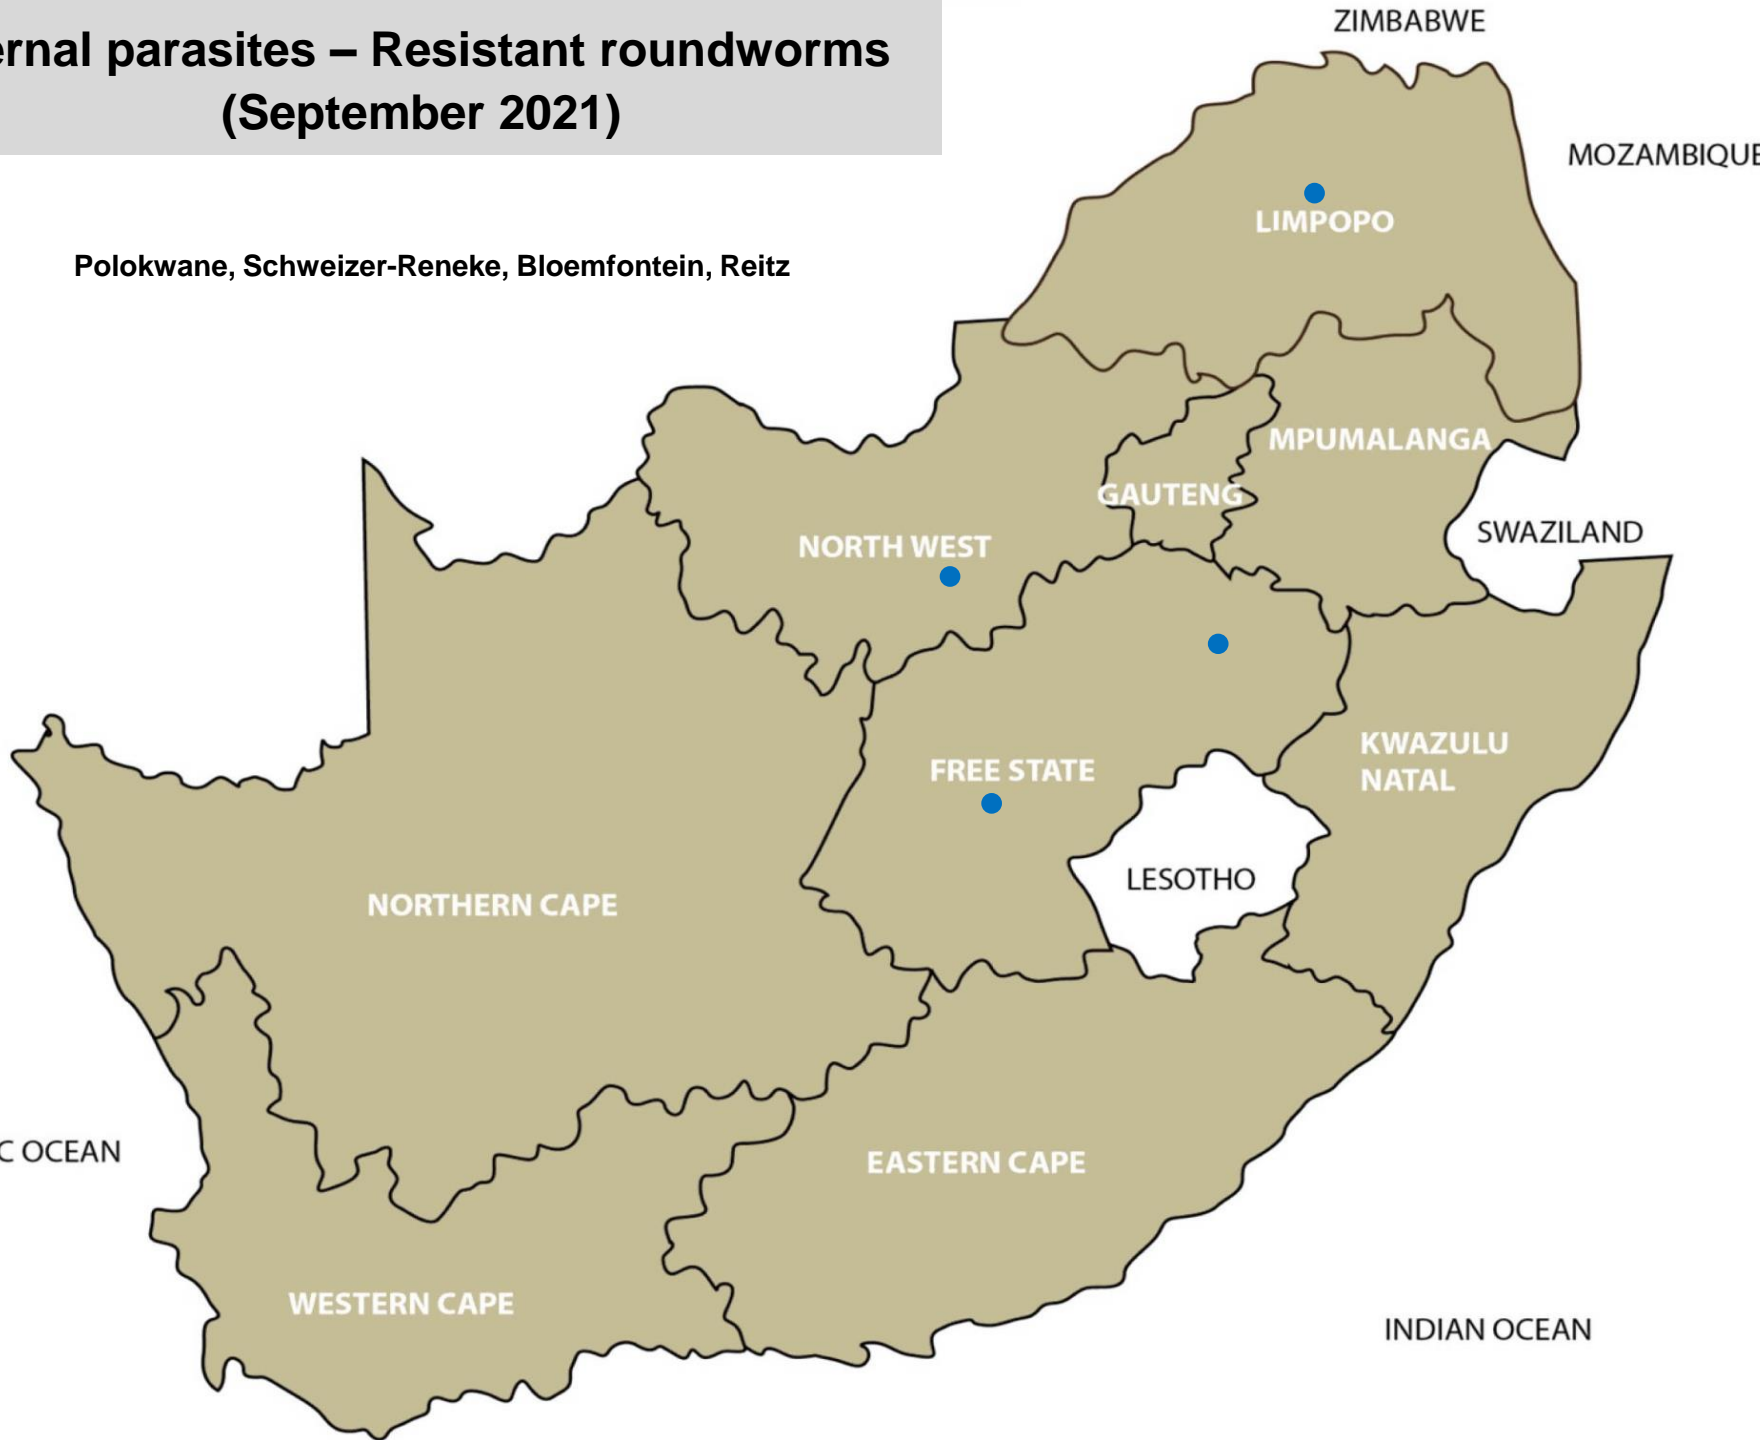 ernal parasites – Resistant roundworms
(September 2021)
ZIMBABWE
MOZAMBIQUE
LIMPOPO
Polokwane, Schweizer-Reneke, Bloemfontein, Reitz
MPUMALANGA
GAUTENG
NORTH WEST
SWAZILAND
KWAZULU
NATAL
FREE STATE
LESOTHO
NORTHERN CAPE
C OCEAN
EASTERN CAPE
WESTERN CAPE
INDIAN OCEAN